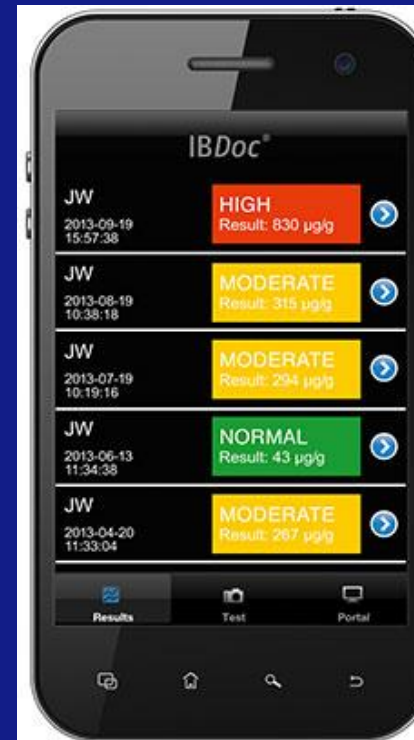 IBDoc®
JW
2013-09-19
15:57:38
HIGH
Result: 830 µg/g
JW
2013-08-19
10:38:18
MODERATE
Result: 315 µg/g
JW
2013-07-19
10:19:16
MODERATE
Result: 294 µg/g
JW
2013-06-13
11:34:38
NORMAL
Result: 43 µg/g
JW
2013-04-20
11:33:04
MODERATE
Result: 267 µg/g
Results
Test
Portal